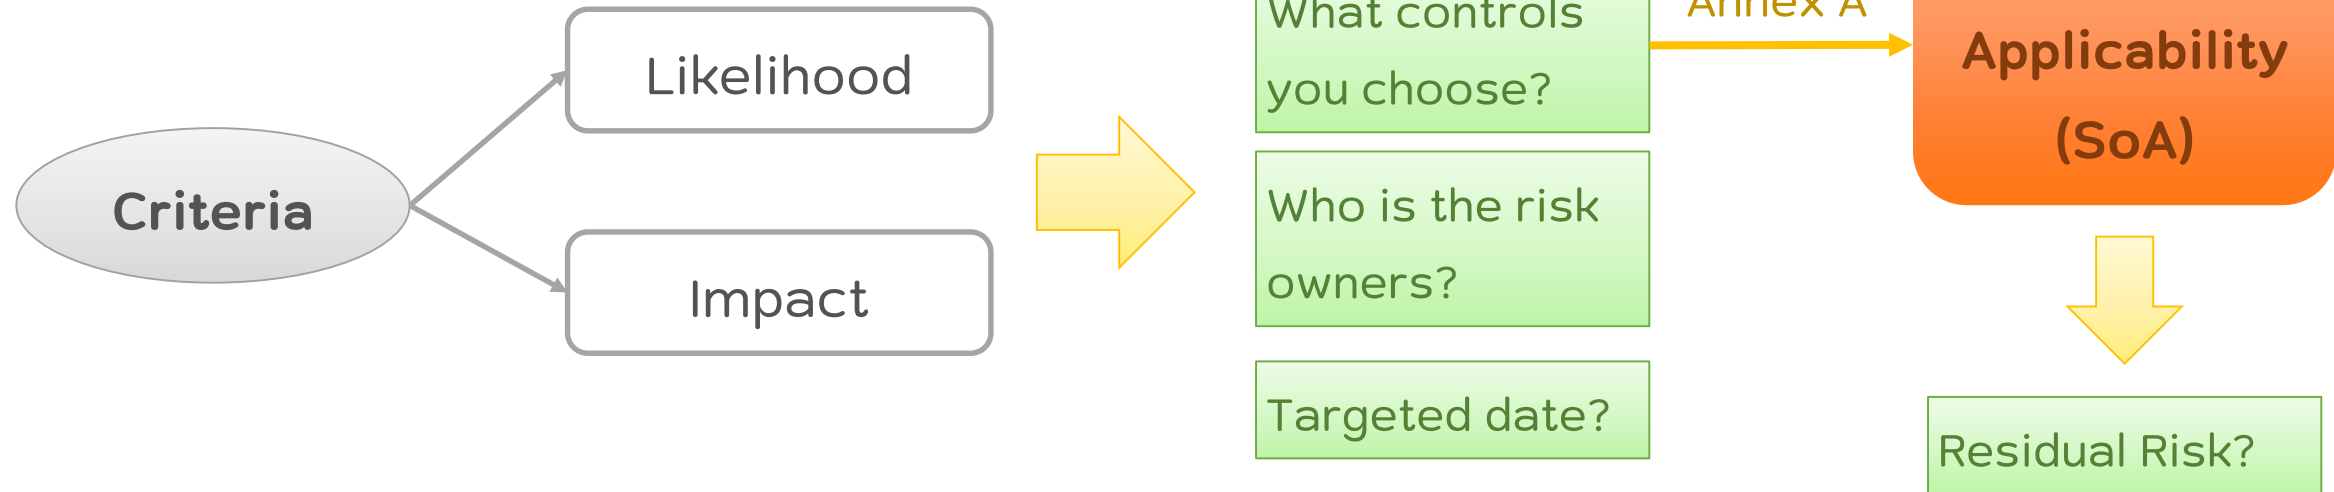 Criteria
Likelihood
Impact
What controls
you choose?
Who is the risk
owners?
Targeted date?
Annex A
Applicability
(SoA)
Residual Risk?